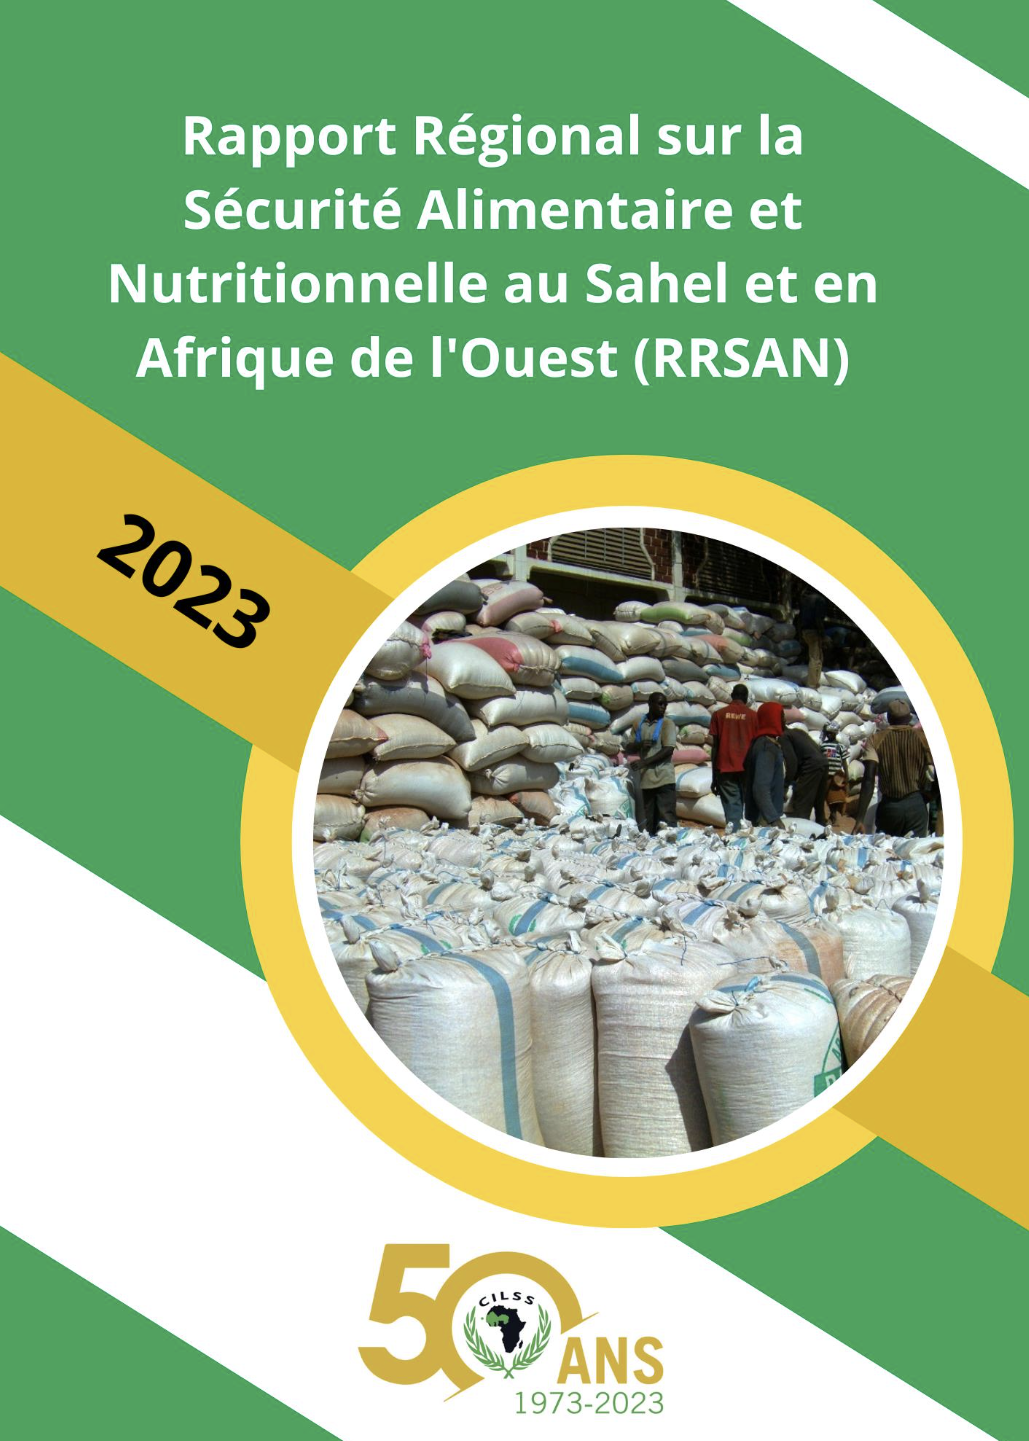 Rapport Régional sur la
Sécurité Alimentaire et
Nutritionnelle au Sahel et en
Afrique de l'Ouest (RRSAN)
2023
50 ANS
CILSS
1973-2023